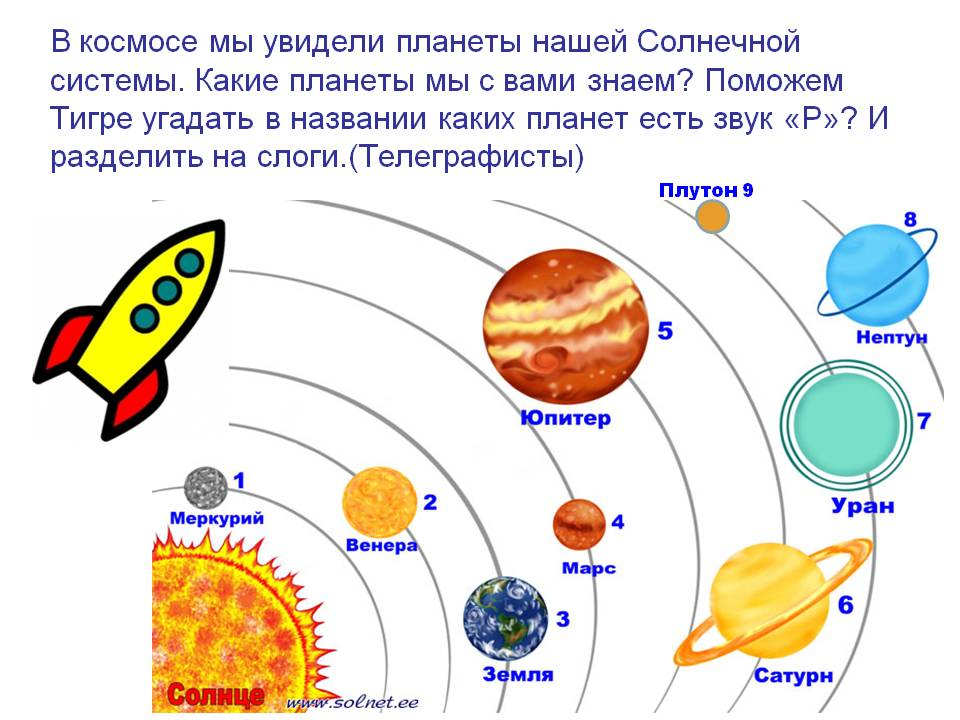 В космосе мы увидели планеты нашей Солнечной
системы. Какие планеты мы с вами знаем? Поможем
Тигре угадать в названии каких планет есть звук «Р»? И
разделить на слоги.(Телеграфисты)
Плутон 9
8
Нептун
5
Юпитер
7
Уран
1
Меркурий
2
Венера
4
Марс
3
Земля
6
Сатурн
Солнце
www.solnet.ee